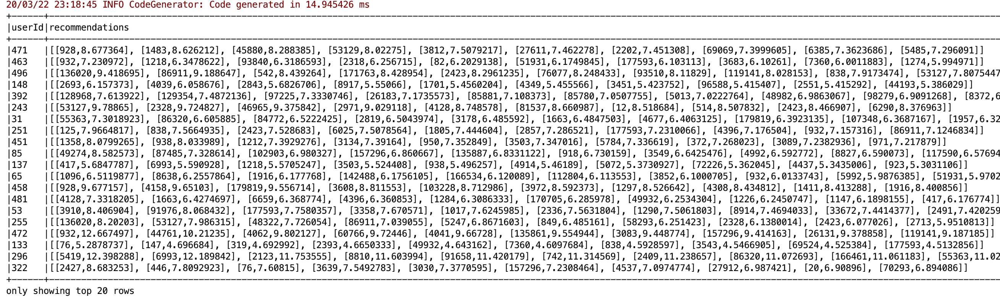 20/03/22 23:18:45 INFO CodeGenerator: Code generated in 14.945426 ms
+------+----------------------------------------------------------------------------------------------------------------------------------------------------------------------------------
|userId|recommendations
+------+----------------------------------------------------------------------------------------------------------------------------------------------------------------------------------
|471   |[[928,8.677364], [1483,8.626212], [45880,8.288385], [53129,8.02275], [3812,7.5079217], [27611,7.462278], [2202,7.451308], [69069,7.3999605], [6385,7.3623686], [5485,7.296091]]
|463   |[[932,7.230972], [1218,6.3478622], [93840,6.3186593], [2318,6.256715], [82,6.2029138], [51931,6.1749845], [177593,6.103113], [3683,6.10261], [7360,6.0011883], [1274,5.994971]]
|496   |[[136020,9.418695], [86911,9.188647], [542,8.439264], [171763,8.428954], [2423,8.2961235], [76077,8.248433], [93510,8.11829], [119141,8.028153], [838,7.9173474], [53127,7.8075447
|148   |[[2693,6.157373], [4039,6.058676], [2843,5.6826706], [8917,5.55066], [1701,5.4560204], [4349,5.455566], [3451,5.423752], [96588,5.415407], [2551,5.415292], [44193,5.386029]]
|392   |[[128968,7.613922], [129354,7.4872136], [97225,7.3330746], [26183,7.1735573], [85881,7.108373], [85780,7.0507755], [5013,7.0222764], [48982,6.9863067], [98279,6.9091268], [8372,6
|243   |[[53127,9.78865], [2328,9.724827], [46965,9.375842], [2971,9.029118], [4128,8.748578], [81537,8.660987], [12,8.518684], [514,8.507832], [2423,8.466907], [6290,8.376963]]
|31    |[[55363,7.3018923], [86320,6.605885], [84772,6.5222425], [2819,6.5043974], [3178,6.485592], [1663,6.4847503], [4677,6.4063125], [179819,6.3923135], [107348,6.3687167], [1957,6.32
|251   |[[125,7.9664817], [838,7.5664935], [2423,7.528683], [6025,7.5078564], [1805,7.444604], [2857,7.286521], [177593,7.2310066], [4396,7.176504], [932,7.157316], [86911,7.1246834]]
|451   |[[1358,8.0799265], [938,8.033989], [1212,7.3929276], [3134,7.39164], [950,7.352849], [3503,7.347016], [5784,7.336619], [372,7.268023], [3089,7.2382936], [971,7.217879]]
|85    |[[49274,8.582573], [87485,7.328614], [102903,6.980327], [157296,6.860667], [135887,6.8331122], [918,6.730159], [3549,6.6425476], [4992,6.592772], [8827,6.590073], [117590,6.57694
|137   |[[417,5.6847787], [6993,5.590928], [1218,5.5705247], [3503,5.524408], [938,5.496257], [4914,5.46189], [5072,5.3730927], [72226,5.362045], [4437,5.3435006], [923,5.3031106]]
|65    |[[1096,6.5119877], [8638,6.2557864], [1916,6.177768], [142488,6.1756105], [166534,6.120089], [112804,6.113553], [3852,6.1000705], [932,6.0133743], [5992,5.9876385], [51931,5.9702
|458   |[[928,9.677157], [4158,9.65103], [179819,9.556714], [3608,8.811553], [103228,8.712986], [3972,8.592373], [1297,8.526642], [4308,8.434812], [1411,8.413288], [1916,8.400856]]
|481   |[[4128,7.3318205], [1663,6.4274697], [6659,6.368774], [4396,6.360853], [1284,6.3086333], [170705,6.285978], [49932,6.2534304], [1226,6.2450747], [1147,6.1898155], [417,6.176774]]
|53    |[[3910,8.406904], [91976,8.068432], [177593,7.7580357], [3358,7.670571], [1017,7.6245985], [2336,7.5631804], [1290,7.5061803], [8914,7.4694033], [33672,7.4414377], [2491,7.420259
|255   |[[136020,8.20203], [53127,7.986315], [48322,7.726054], [86911,7.039055], [5247,6.8671603], [849,6.485161], [58293,6.251423], [2328,6.1380014], [2423,6.077026], [2713,5.9510813]]
|472   |[[932,12.667497], [44761,10.21235], [4062,9.802127], [60766,9.72446], [4041,9.66728], [135861,9.554944], [3083,9.448774], [157296,9.414163], [26131,9.378858], [119141,9.187185]]
|133   |[[76,5.2878737], [147,4.696684], [319,4.692992], [2393,4.6650333], [49932,4.643162], [7360,4.6097684], [838,4.5928597], [3543,4.5466905], [69524,4.525384], [177593,4.5132856]]
|296   |[[5419,12.398288], [6993,12.189842], [2123,11.753555], [8810,11.603994], [91658,11.420179], [742,11.314569], [2409,11.238657], [86320,11.072693], [166461,11.061183], [55363,11.02
|322   |[[2427,8.683253], [446,7.8092923], [76,7.60815], [3639,7.5492783], [3030,7.3770595], [157296,7.2308464], [4537,7.0974774], [27912,6.987421], [20,6.90896], [70293,6.894086]]
+------+----------------------------------------------------------------------------------------------------------------------------------------------------------------------------------
only showing top 20 rows